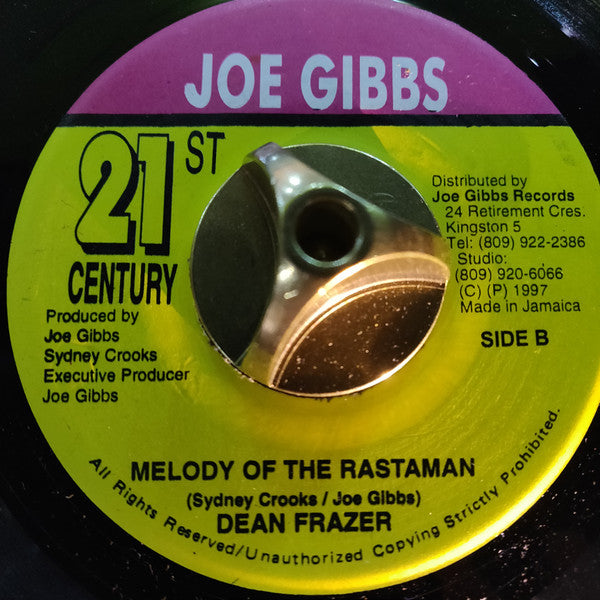 JOE GIBBS
21ST
CENTURY
Produced by
Joe Gibbs
Sydney Crooks
Executive Producer
Joe Gibbs
Distributed by
Joe Gibbs Records
24 Retirement Cres.
Kingston 5
Tel: (809) 922-2386
Studio:
(809) 920-6066
(C) (P) 1997
Made in Jamaica
SIDE B
MELODY OF THE RASTAMAN
(Sydney Crooks / Joe Gibbs)
DEAN FRAZER
All Rights Reserved/Unauthorized Copying Strictly Prohibited.